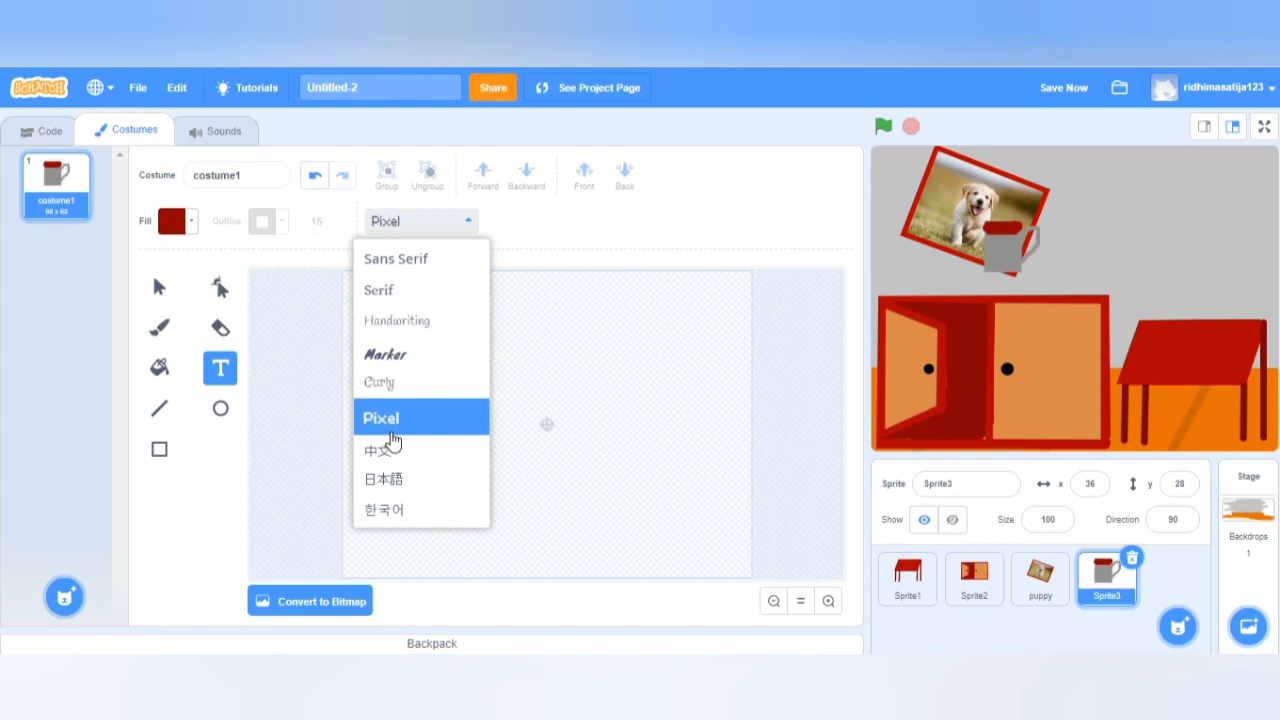 SCRATCH File Edit Tutorials Untitled-2 Share See Project Page Save Now ridhimasatija123
Code Costumes Sounds
1
costume1
68 x 62
Costume costume1 Group Ungroup Forward Backward Front Back
Fill Outline 15 Pixel
Sans Serif
Serif
Handwriting
Marker
Curly
Pixel
中文
日本語
한국어
T
Convert to Bitmap
Backpack
Sprite Sprite3 x 36 y 28
Show Size 100 Direction 90
Sprite1 Sprite2 puppy Sprite3
Stage
Backdrops
1